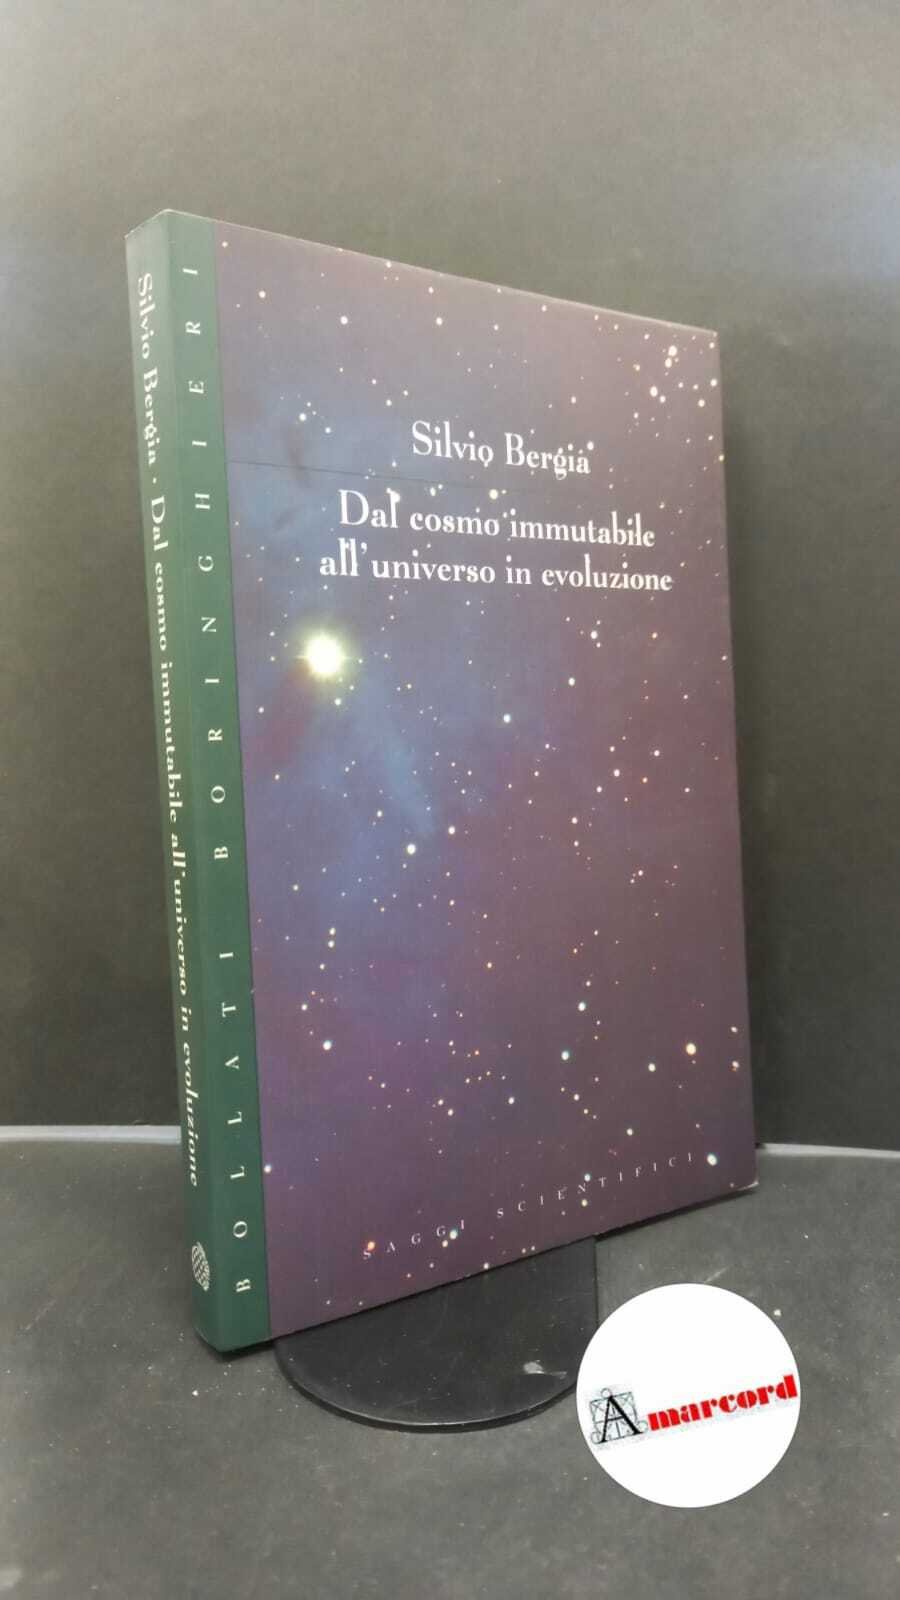 Silvio Bergia · Dal cosmo immutabile all'universo in evoluzione
BOLLATI BORINGHIERI
Silvio Bergia
Dal cosmo immutabile
all'universo in evoluzione
SAGGI SCIENTIFICI
Amarcord